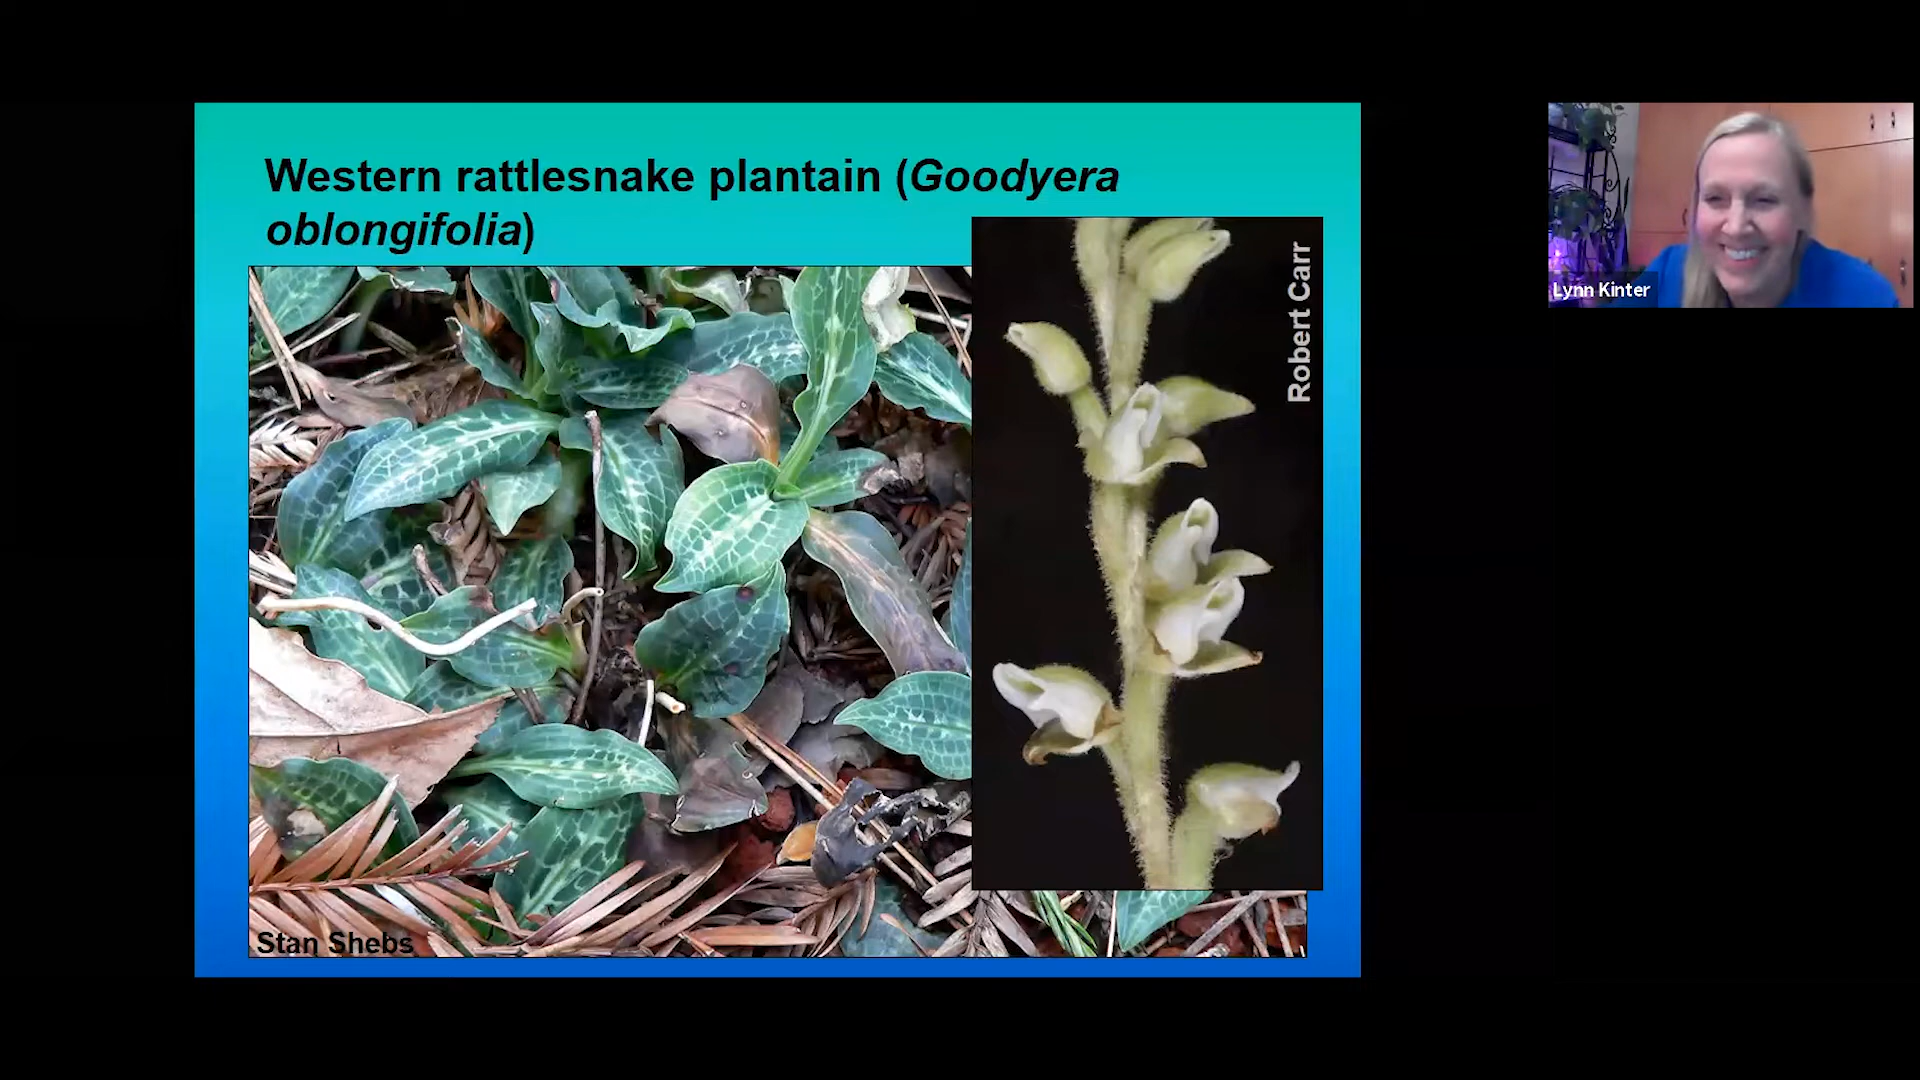 Western rattlesnake plantain (Goodyera
oblongifolia)
Robert Carr
Stan Shebs
Lynn Kinter